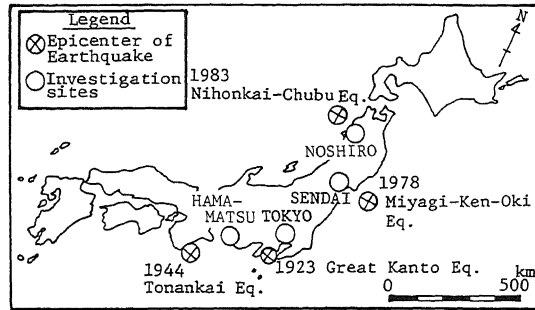 Legend
Epicenter of
Earthquake
Investigation
sites
N
1983
Nihonkai-Chubu Eq.
NOSHIRO
SENDAI
1978
Miyagi-Ken-Oki
Eq.
HAMA-
MATSU
TOKYO
1944
Tonankai Eq.
1923 Great Kanto Eq.
km
0 500